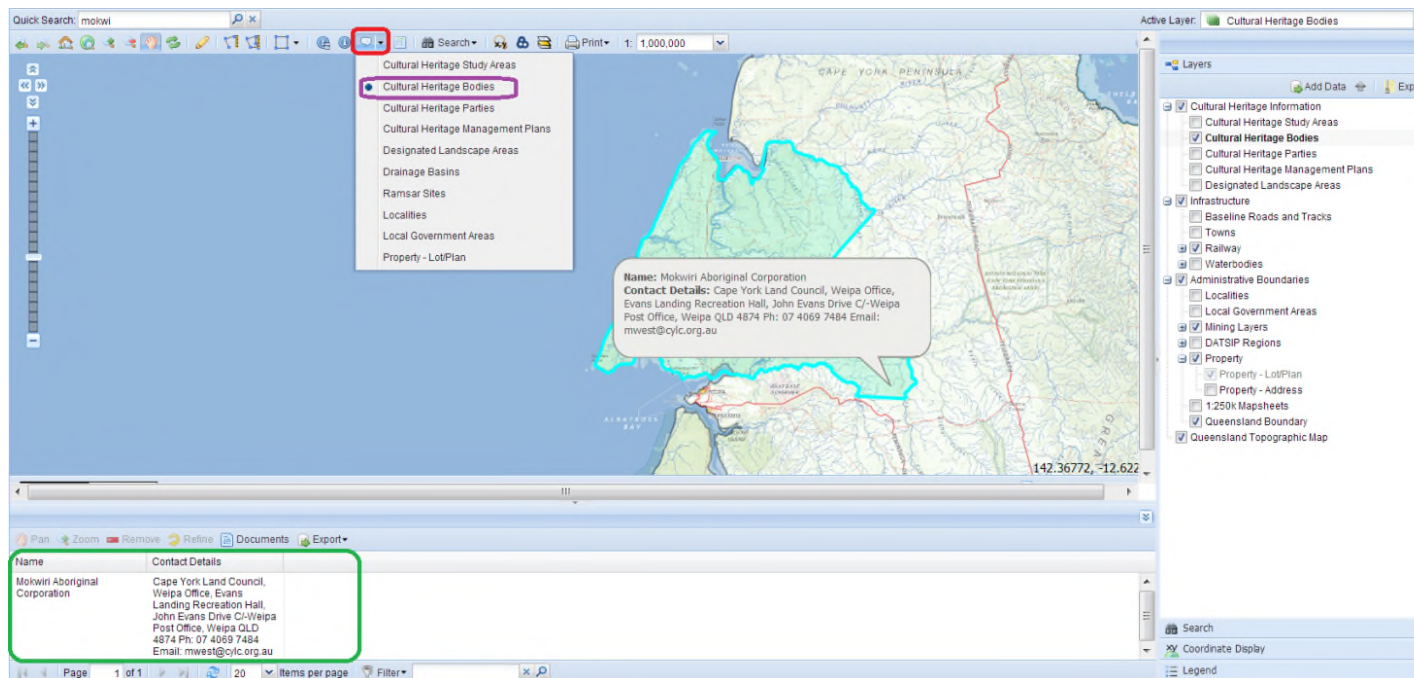 Quick Search: mokwi
Active Layer: Cultural Heritage Bodies
Search
Print
1: 1,000,000
Cultural Heritage Study Areas
Cultural Heritage Bodies
Cultural Heritage Parties
Cultural Heritage Management Plans
Designated Landscape Areas
Drainage Basins
Ramsar Sites
Localities
Local Government Areas
Property - Lot/Plan
CAPE YORK PENINSULA
Name: Mokwiri Aboriginal Corporation
Contact Details: Cape York Land Council, Weipa Office,
Evans Landing Recreation Hall, John Evans Drive C/-Weipa
Post Office, Weipa QLD 4874 Ph: 07 4069 7484 Email:
mwest@cylc.org.au
ALBATROSS
BAY
142.36772, -12.622
Layers
Add Data
Exp
Cultural Heritage Information
Cultural Heritage Study Areas
Cultural Heritage Bodies
Cultural Heritage Parties
Cultural Heritage Management Plans
Designated Landscape Areas
Infrastructure
Baseline Roads and Tracks
Towns
Railway
Waterbodies
Administrative Boundaries
Localities
Local Government Areas
Mining Layers
DATSIP Regions
Property
Property - Lot/Plan
Property - Address
1:250k Mapsheets
Queensland Boundary
Queensland Topographic Map
Search
Coordinate Display
Legend
Pan Zoom Remove Refine Documents Export
Name Contact Details
Mokwiri Aboriginal
Corporation
Cape York Land Council,
Weipa Office, Evans
Landing Recreation Hall,
John Evans Drive C/-Weipa
Post Office, Weipa QLD
4874 Ph: 07 4069 7484
Email: mwest@cylc.org.au
Page 1 of 1 20 Items per page Filter